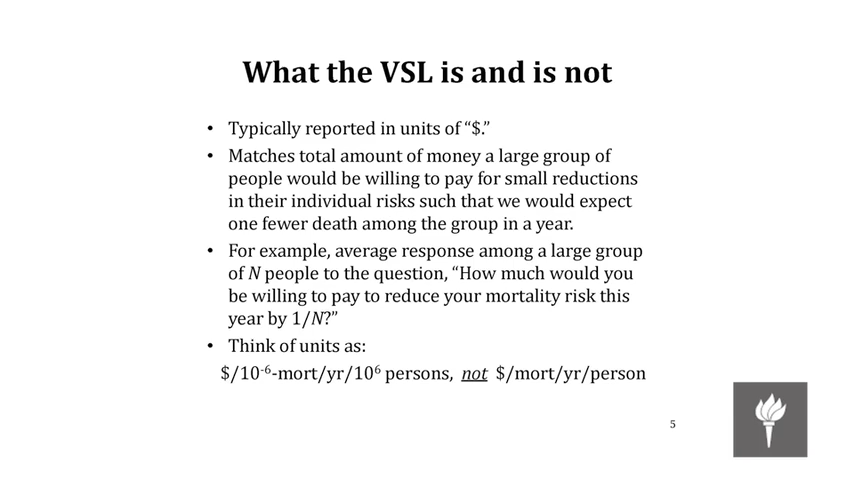 What the VSL is and is not
• Typically reported in units of “$.”
• Matches total amount of money a large group of
people would be willing to pay for small reductions
in their individual risks such that we would expect
one fewer death among the group in a year.
• For example, average response among a large group
of N people to the question, “How much would you
be willing to pay to reduce your mortality risk this
year by 1/N?”
• Think of units as:
$/10⁻⁶-mort/yr/10⁶ persons, not $/mort/yr/person
5